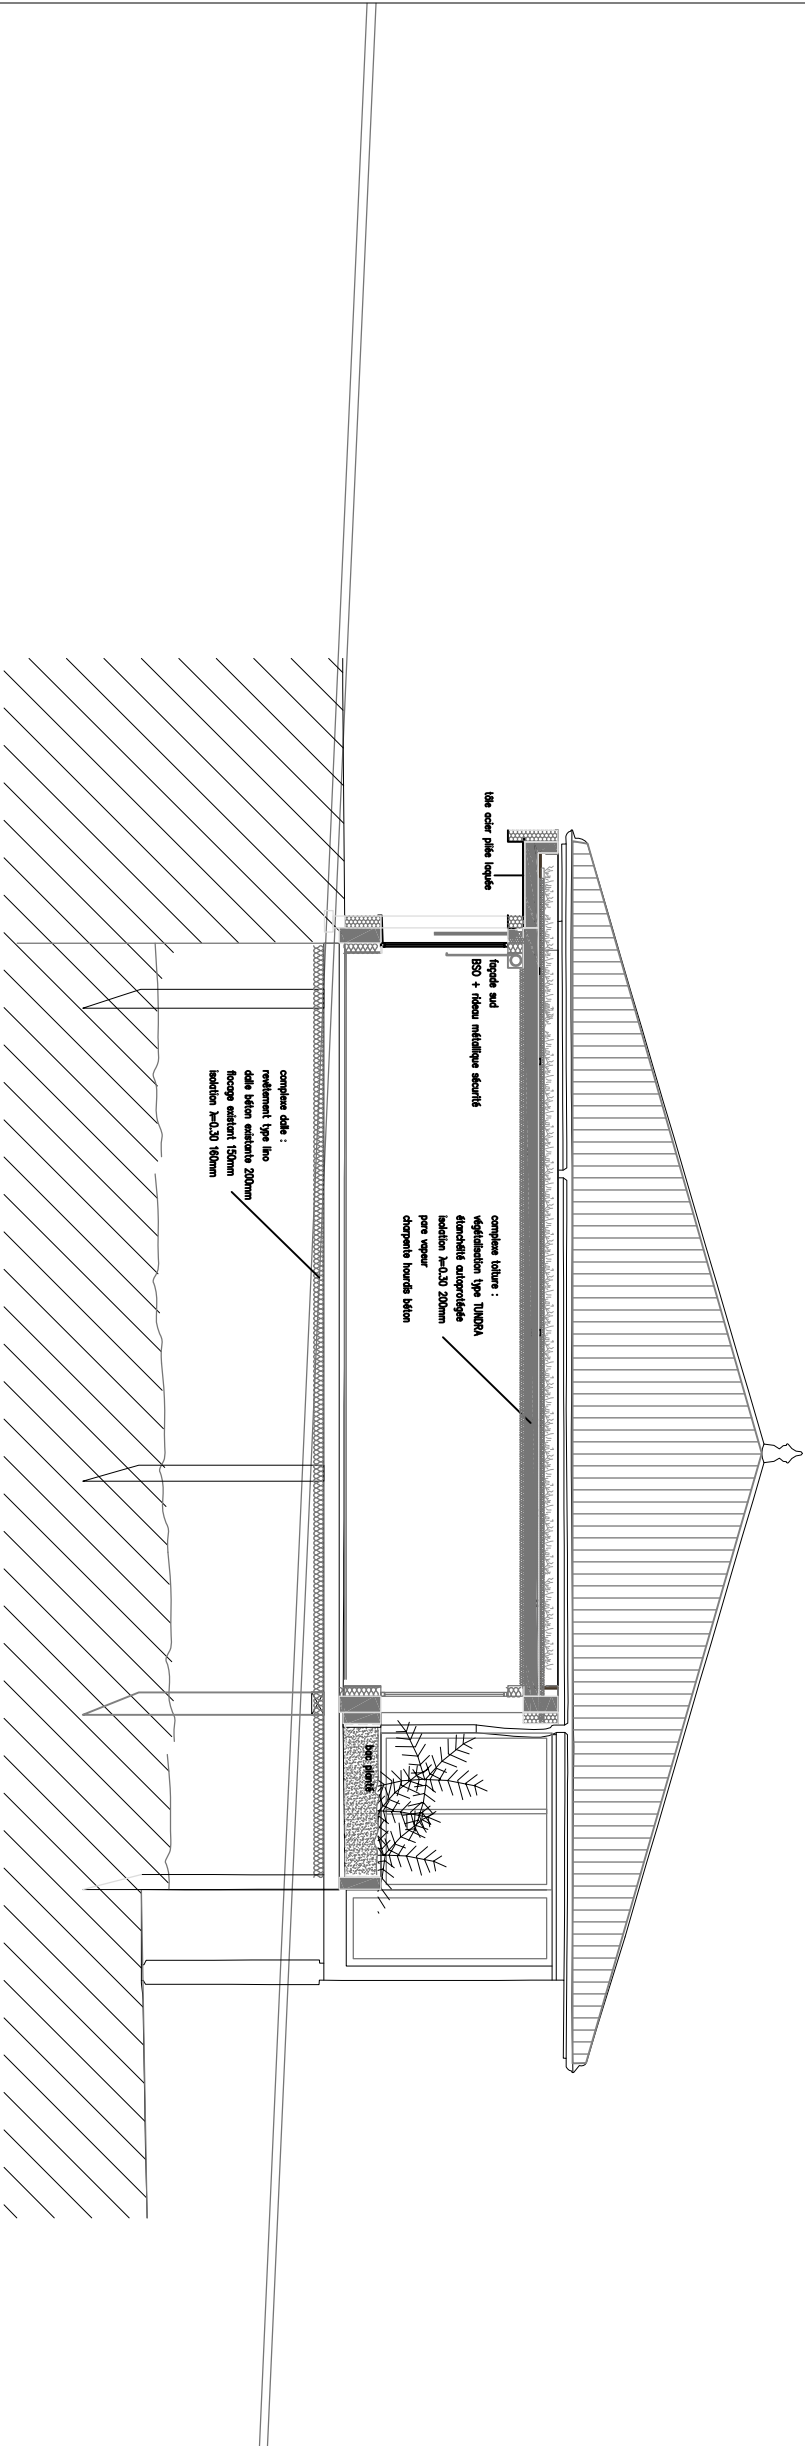 tôle acier pliée laquée
façade sud
BSO + rideau métallique sécurité
complexe toiture :
végétalisation type TUNDRA
étanchéité autoprotégée
isolation λ=0.30 200mm
pare vapeur
charpente hourdis béton
complexe dalle :
revêtement type lino
dalle béton existante 200mm
flocage existant 150mm
isolation λ=0.30 160mm
bac planté